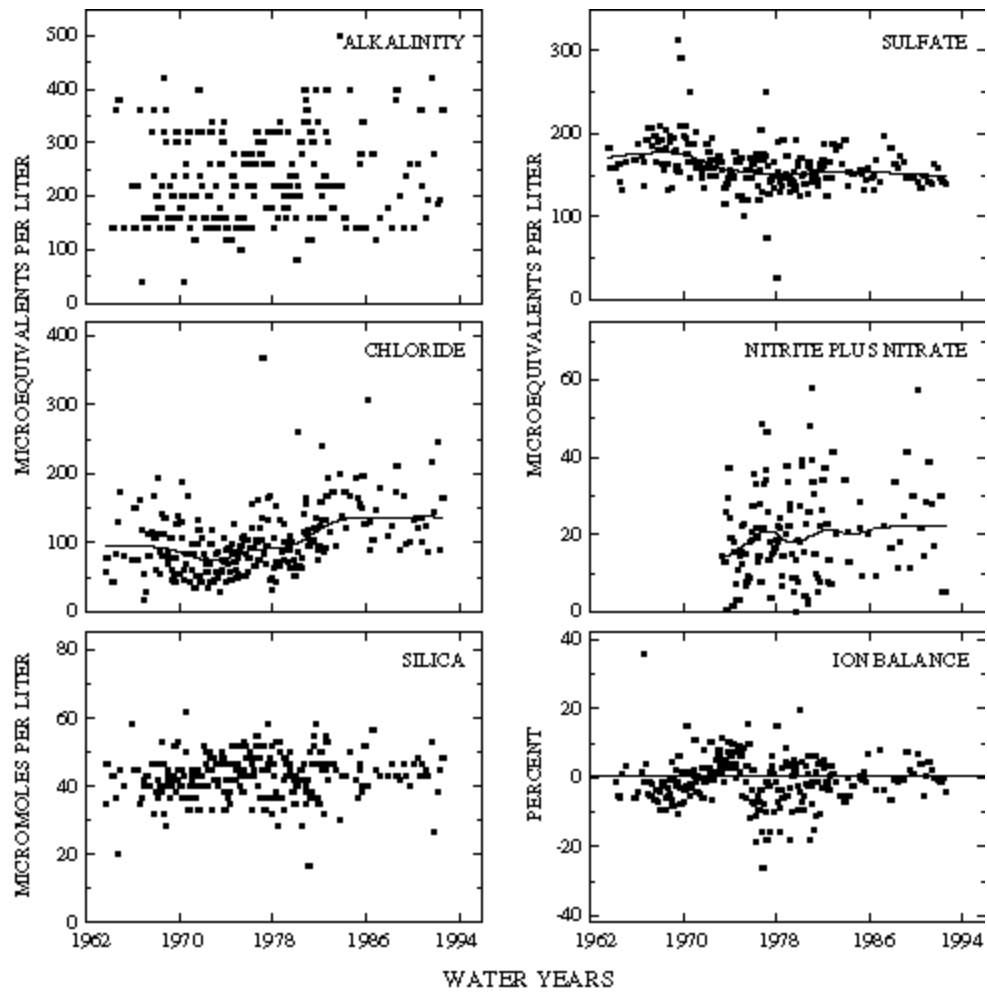 ALKALINITY
500
400
300
200
100
0
MICROEQUIVALENTS PER LITER
SULFATE
300
200
100
0
MICROEQUIVALENTS PER LITER
CHLORIDE
400
300
200
100
0
NITRITE PLUS NITRATE
60
40
20
0
SILICA
80
60
40
20
0
MICROMOLES PER LITER
1962 1970 1978 1986 1994
ION BALANCE
40
20
0
-20
-40
PERCENT
1962 1970 1978 1986 1994
WATER YEARS